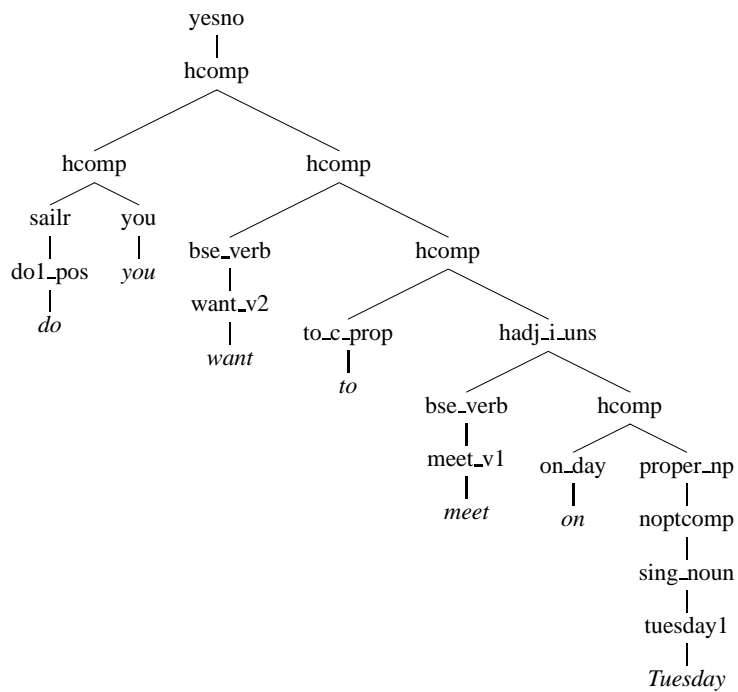 yesno
hcomp
hcomp hcomp
sailr you
bse_verb hcomp
do1_pos you
want_v2
do
to_c_prop hadj_i_uns
want
to
bse_verb hcomp
meet_v1 on_day proper_np
meet on noptcomp
sing_noun
tuesday1
Tuesday